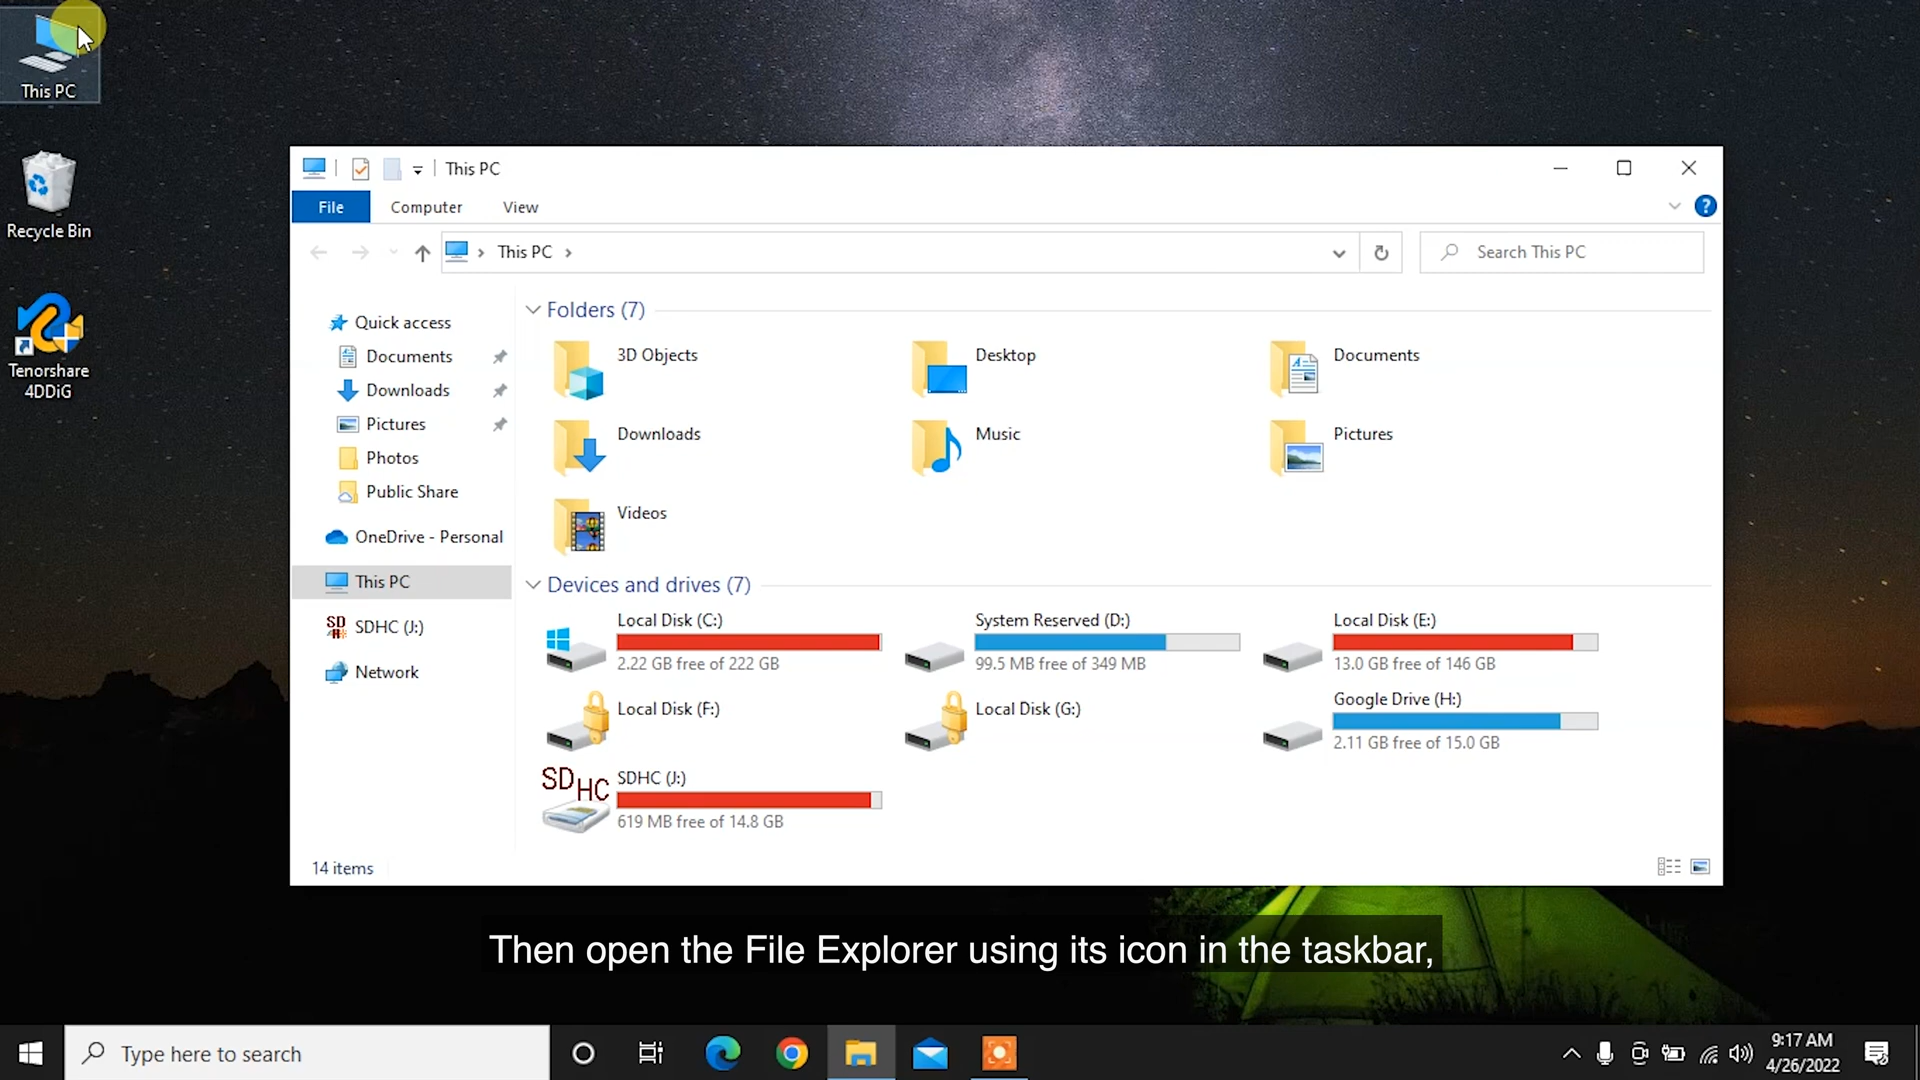 This PC
Recycle Bin
Tenorshare
4DDiG
This PC
File
Computer
View
?
This PC
Search This PC
Quick access
Documents
Downloads
Pictures
Photos
Public Share
OneDrive - Personal
This PC
SDHC (J:)
Network
Folders (7)
3D Objects
Desktop
Documents
Downloads
Music
Pictures
Videos
Devices and drives (7)
Local Disk (C:)
2.22 GB free of 222 GB
System Reserved (D:)
99.5 MB free of 349 MB
Local Disk (E:)
13.0 GB free of 146 GB
Local Disk (F:)
Local Disk (G:)
Google Drive (H:)
2.11 GB free of 15.0 GB
SDHC
SDHC (J:)
619 MB free of 14.8 GB
14 items
Then open the File Explorer using its icon in the taskbar,
Type here to search
9:17 AM
4/26/2022